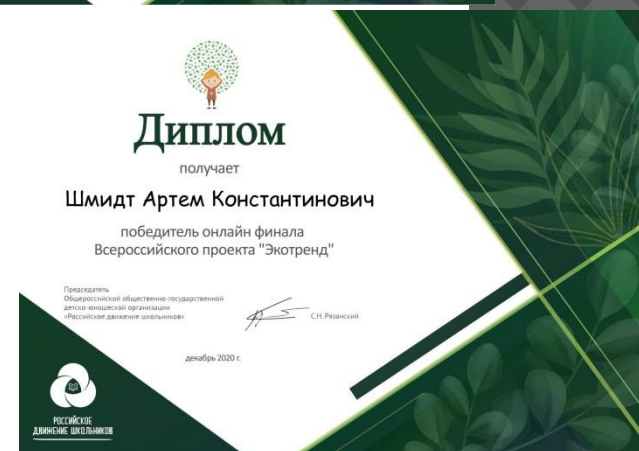 Диплом
получает
Шмидт Артем Константинович
победитель онлайн финала
Всероссийского проекта "Экотренд"
Председатель
Общероссийской общественно-государственной
детско-юношеской организации
«Российское движение школьников»
С.Н. Рязанский
декабрь 2020 г.
РОССИЙСКОЕ
ДВИЖЕНИЕ ШКОЛЬНИКОВ